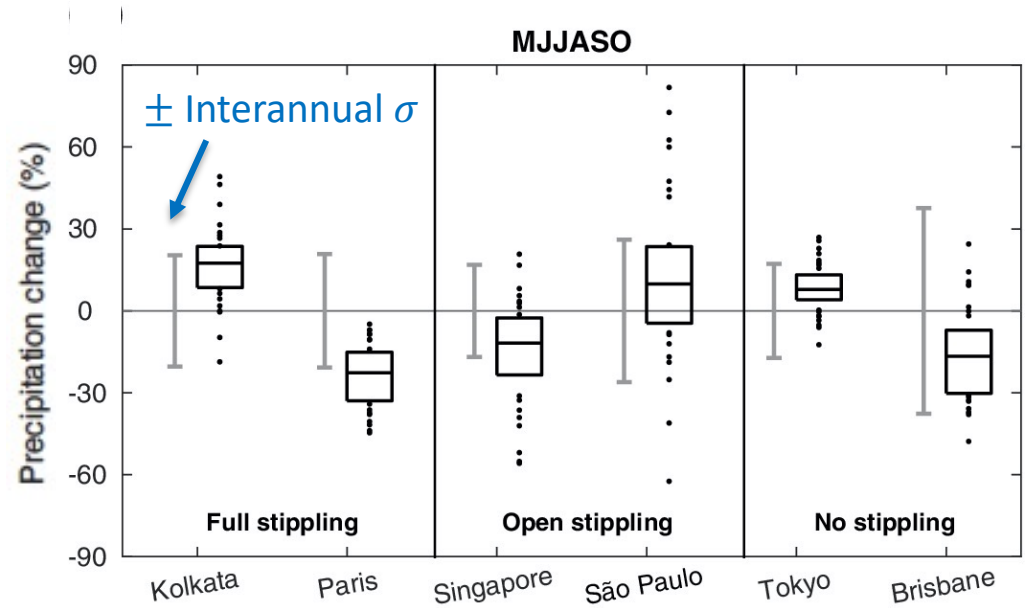 MJJASO
90
± Interannual σ
60
30
0
-30
-60
-90
Precipitation change (%)
Full stippling
Open stippling
No stippling
Kolkata
Paris
Singapore
São Paulo
Tokyo
Brisbane